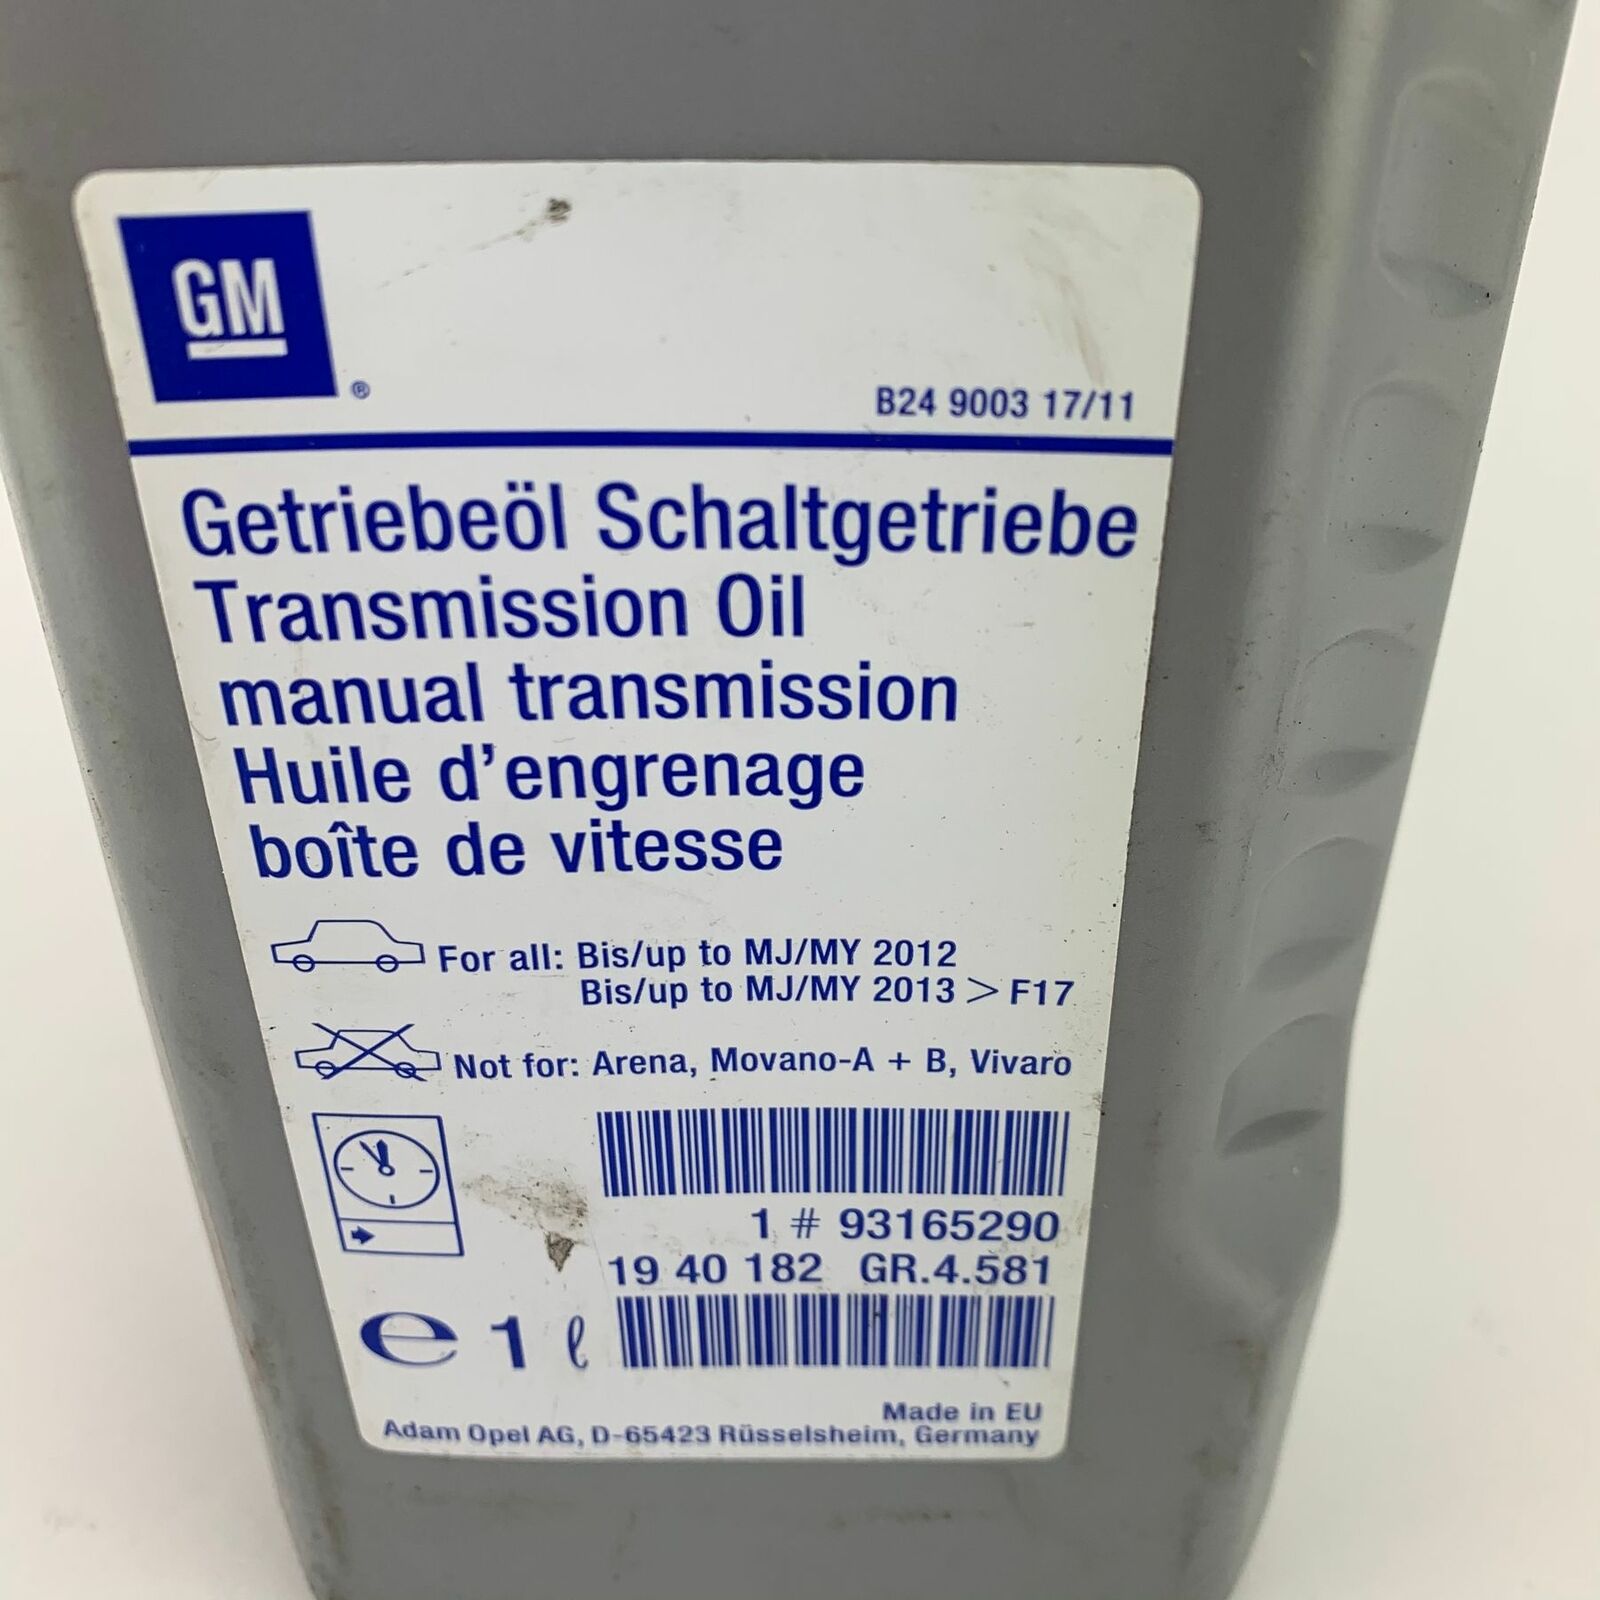 GM
®
B24 9003 17/11
Getriebeöl Schaltgetriebe
Transmission Oil
manual transmission
Huile d'engrenage
boîte de vitesse
For all: Bis/up to MJ/MY 2012
Bis/up to MJ/MY 2013 > F17
Not for: Arena, Movano-A + B, Vivaro
1 # 93165290
19 40 182 GR.4.581
e 1 ℓ
Made in EU
Adam Opel AG, D-65423 Rüsselsheim, Germany